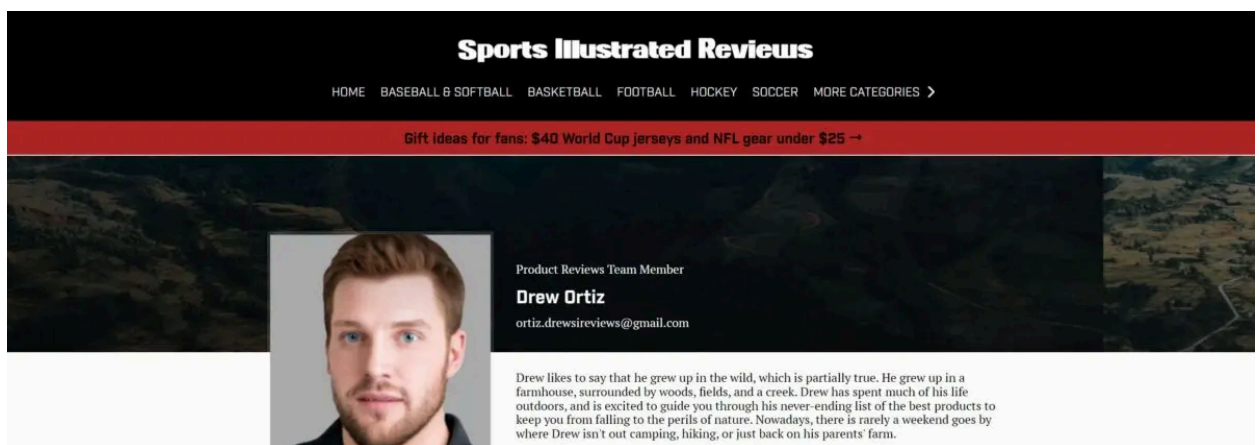 Sports Illustrated Reviews
HOME BASEBALL & SOFTBALL BASKETBALL FOOTBALL HOCKEY SOCCER MORE CATEGORIES
Gift ideas for fans: $40 World Cup jerseys and NFL gear under $25 →
Product Reviews Team Member
Drew Ortiz
ortiz.drewsireviews@gmail.com
Drew likes to say that he grew up in the wild, which is partially true. He grew up in a
farmhouse, surrounded by woods, fields, and a creek. Drew has spent much of his life
outdoors, and is excited to guide you through his never-ending list of the best products to
keep you from falling to the perils of nature. Nowadays, there is rarely a weekend goes by
where Drew isn't out camping, hiking, or just back on his parents' farm.